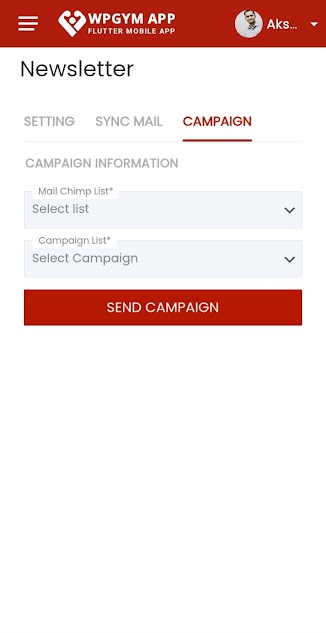 WPGYM APP
FLUTTER MOBILE APP
Aks...
Newsletter
SETTING SYNC MAIL CAMPAIGN
CAMPAIGN INFORMATION
Mail Chimp List*
Select list
Campaign List*
Select Campaign
SEND CAMPAIGN